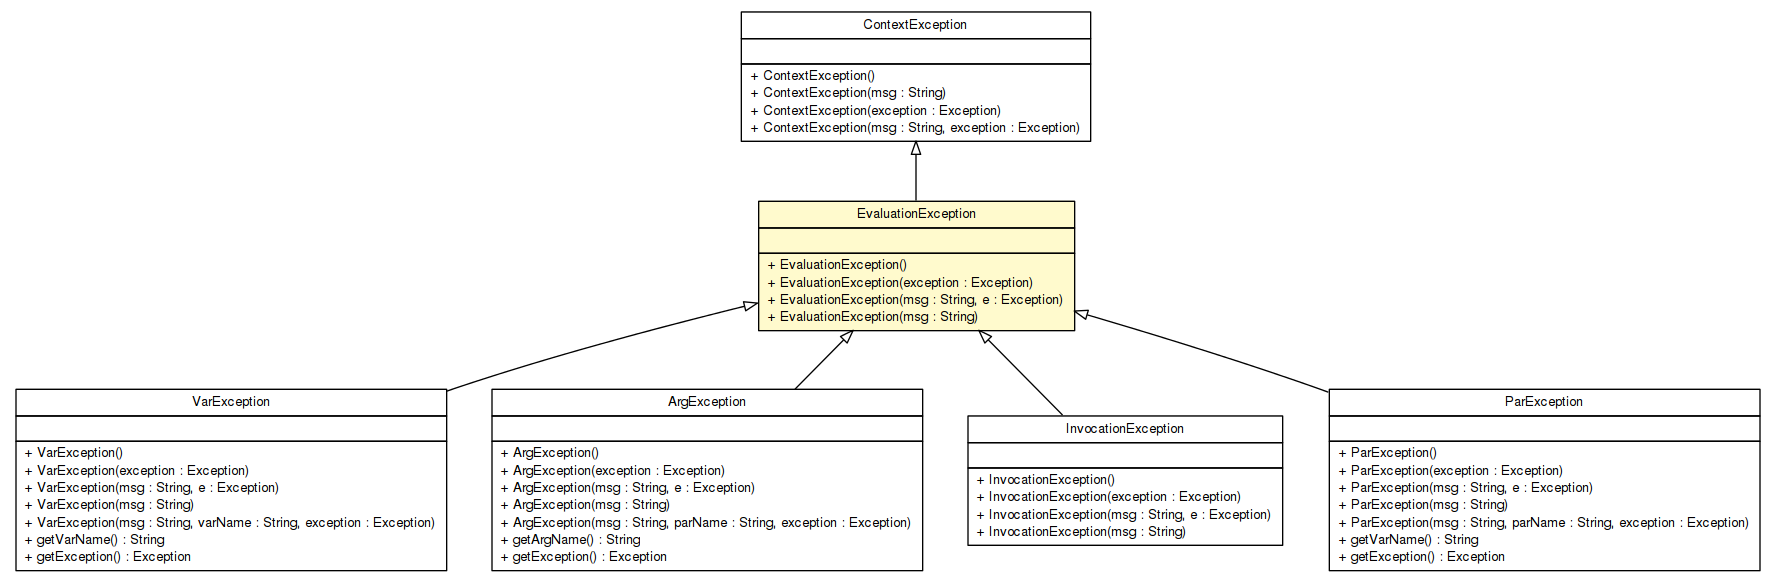 ContextException
+ ContextException()
+ ContextException(msg : String)
+ ContextException(exception : Exception)
+ ContextException(msg : String, exception : Exception)
EvaluationException
+ EvaluationException()
+ EvaluationException(exception : Exception)
+ EvaluationException(msg : String, e : Exception)
+ EvaluationException(msg : String)
VarException
+ VarException()
+ VarException(exception : Exception)
+ VarException(msg : String, e : Exception)
+ VarException(msg : String)
+ VarException(msg : String, varName : String, exception : Exception)
+ getVarName() : String
+ getException() : Exception
ArgException
+ ArgException()
+ ArgException(exception : Exception)
+ ArgException(msg : String, e : Exception)
+ ArgException(msg : String)
+ ArgException(msg : String, parName : String, exception : Exception)
+ getArgName() : String
+ getException() : Exception
InvocationException
+ InvocationException()
+ InvocationException(exception : Exception)
+ InvocationException(msg : String, e : Exception)
+ InvocationException(msg : String)
ParException
+ ParException()
+ ParException(exception : Exception)
+ ParException(msg : String, e : Exception)
+ ParException(msg : String)
+ ParException(msg : String, parName : String, exception : Exception)
+ getVarName() : String
+ getException() : Exception